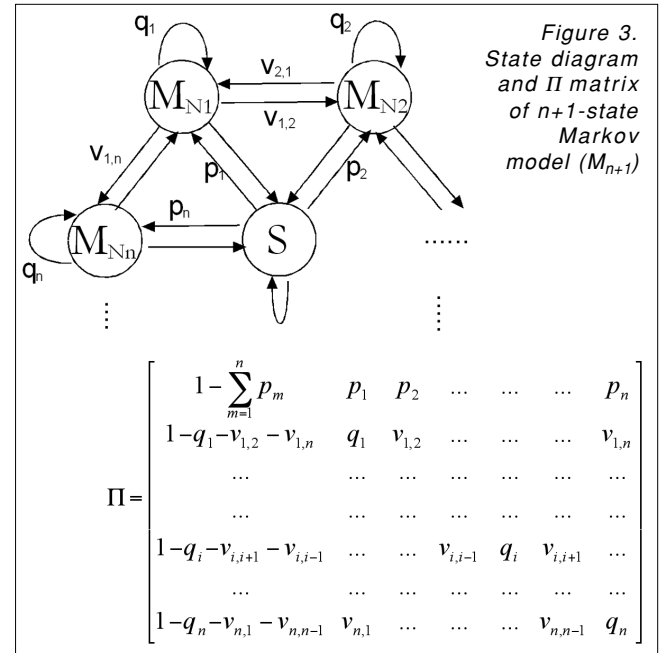 Figure 3.
State diagram
and Π matrix
of n+1-state
Markov
model (M_{n+1})
q_1
q_2
v_{2,1}
M_{N1}
M_{N2}
v_{1,2}
v_{1,n}
p_1
p_2
p_n
M_{Nn}
S
......
q_n
Π = [
1-\sum_{m=1}^{n} p_m p_1 p_2 ... ... ... p_n
1-q_1-v_{1,2}-v_{1,n} q_1 v_{1,2} ... ... ... v_{1,n}
... ... ... ... ... ... ...
... ... ... ... ... ... ...
1-q_i-v_{i,i+1}-v_{i,i-1} ... ... v_{i,i-1} q_i v_{i,i+1} ...
... ... ... ... ... ... ...
1-q_n-v_{n,1}-v_{n,n-1} v_{n,1} ... ... ... v_{n,n-1} q_n
]